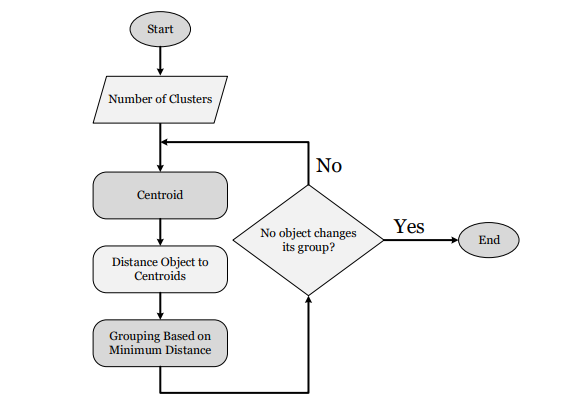 Start
Number of Clusters
No
Centroid
No object changes
its group?
Yes
End
Distance Object to
Centroids
Grouping Based on
Minimum Distance